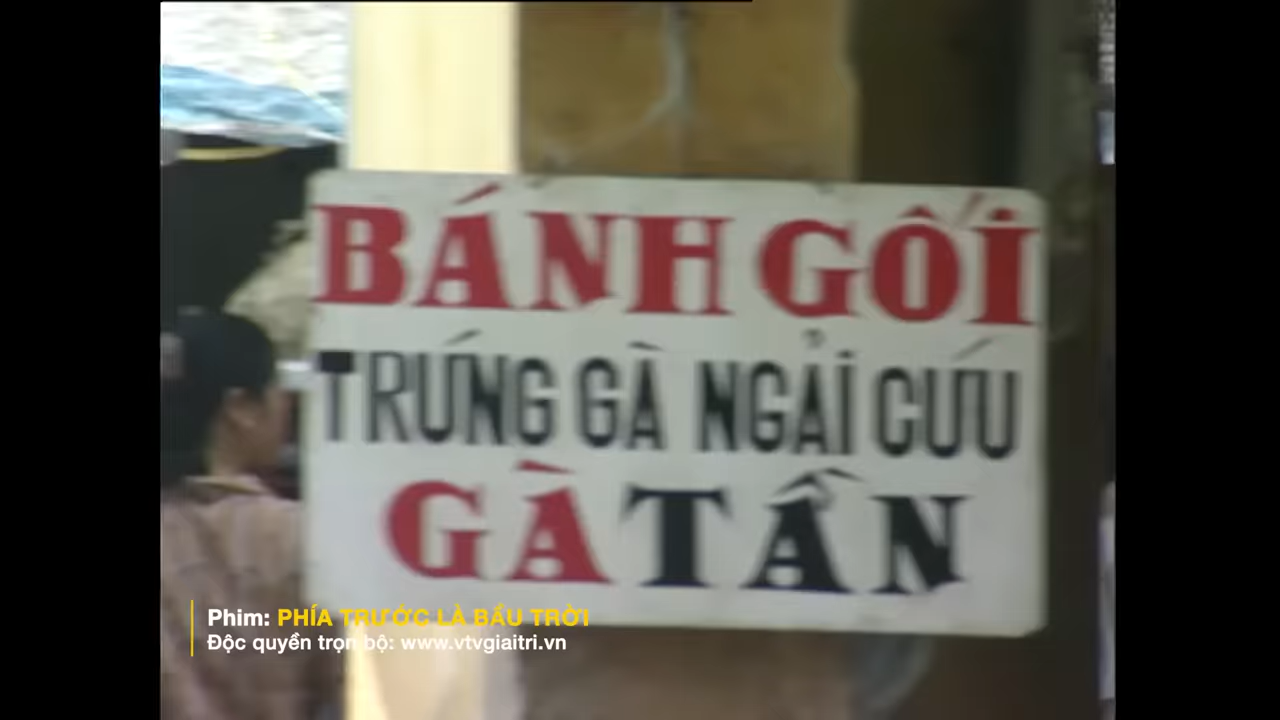 BÁNH GỐI
TRỨNG GÀ NGẢI CỨU
GÀ TẦN
Phim: PHÍA TRƯỚC LÀ BẦU TRỜI
Độc quyền trọn bộ: www.vtvgiaitri.vn